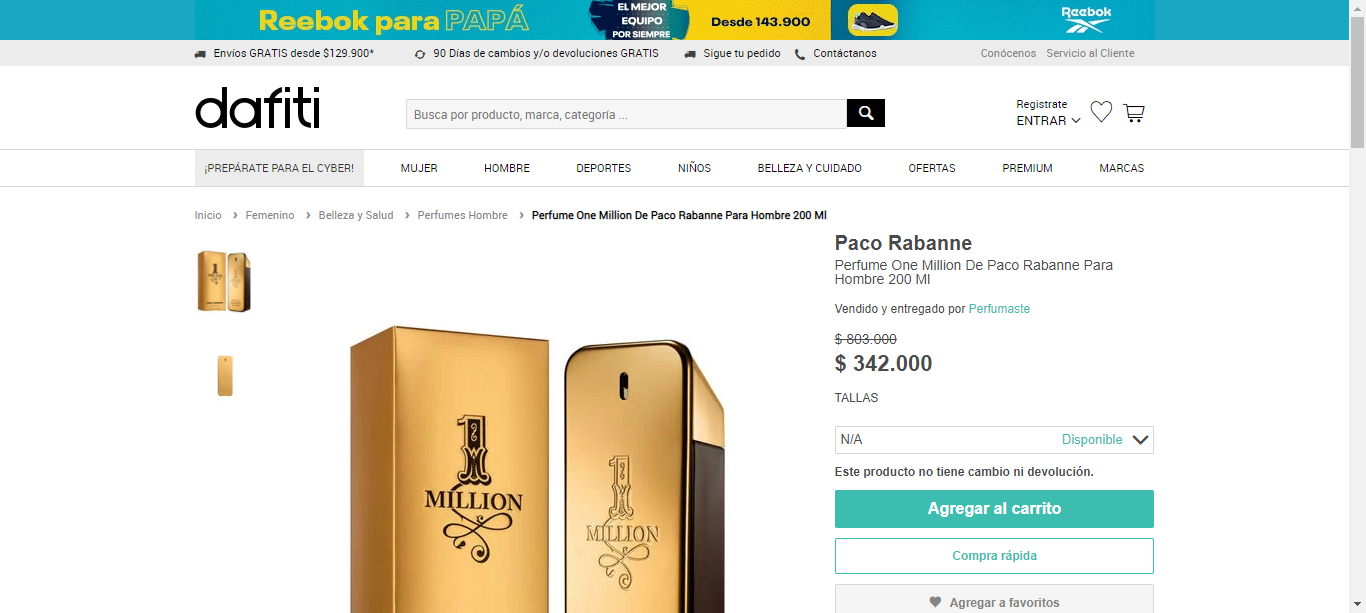 Reebok para PAPÁ
EL MEJOR
EQUIPO
POR SIEMPRE
Desde 143.900
Reebok
Envíos GRATIS desde $129.900*
90 Días de cambios y/o devoluciones GRATIS
Sigue tu pedido
Contáctanos
Conócenos
Servicio al Cliente
dafiti
Busca por producto, marca, categoría ...
Registrate
ENTRAR
¡PREPÁRATE PARA EL CYBER!
MUJER
HOMBRE
DEPORTES
NIÑOS
BELLEZA Y CUIDADO
OFERTAS
PREMIUM
MARCAS
Inicio › Femenino › Belleza y Salud › Perfumes Hombre › Perfume One Million De Paco Rabanne Para Hombre 200 Ml
1
MILLION
1
MILLION
Paco Rabanne
Perfume One Million De Paco Rabanne Para
Hombre 200 Ml
Vendido y entregado por Perfumaste
$ 803.000
$ 342.000
TALLAS
N/A
Disponible
Este producto no tiene cambio ni devolución.
Agregar al carrito
Compra rápida
Agregar a favoritos